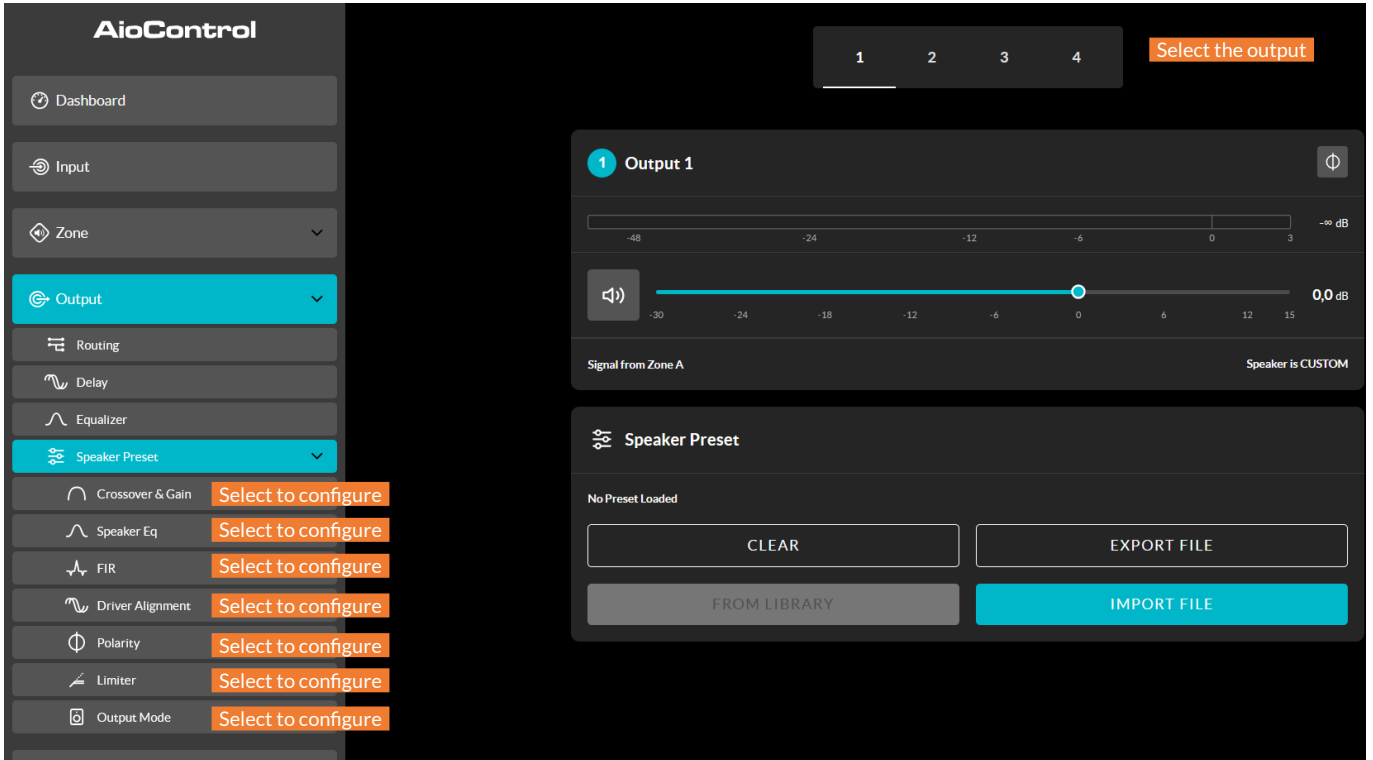 AioControl
Dashboard
Input
Zone
Output
Routing
Delay
Equalizer
Speaker Preset
Crossover & Gain Select to configure
Speaker Eq Select to configure
FIR Select to configure
Driver Alignment Select to configure
Polarity Select to configure
Limiter Select to configure
Output Mode Select to configure
1 2 3 4 Select the output
1 Output 1
-∞ dB
-48 -24 -12 -6 0 3
0,0 dB
-30 -24 -18 -12 -6 0 6 12 15
Signal from Zone A Speaker is CUSTOM
Speaker Preset
No Preset Loaded
CLEAR EXPORT FILE
FROM LIBRARY IMPORT FILE